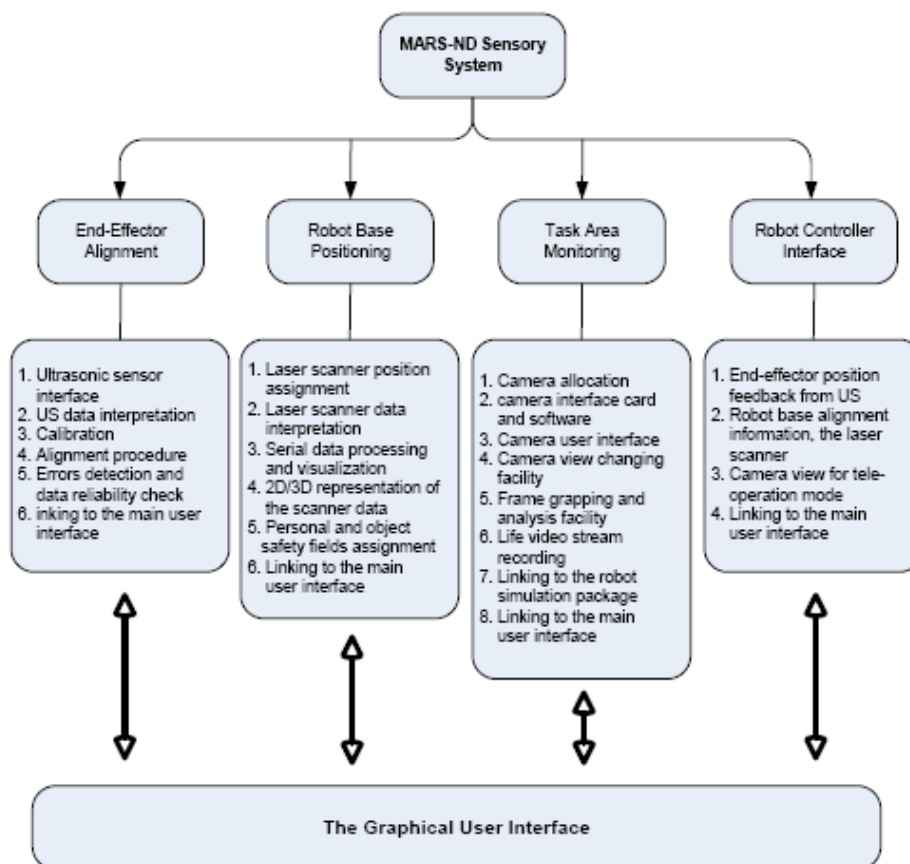 MARS-ND Sensory
System
End-Effector
Alignment
Robot Base
Positioning
Task Area
Monitoring
Robot Controller
Interface
1. Ultrasonic sensor
interface
2. US data interpretation
3. Calibration
4. Alignment procedure
5. Errors detection and
data reliability check
6. inking to the main user
interface
1. Laser scanner position
assignment
2. Laser scanner data
interpretation
3. Serial data processing
and visualization
4. 2D/3D representation of
the scanner data
5. Personal and object
safety fields assignment
6. Linking to the main
user interface
1. Camera allocation
2. camera interface card
and software
3. Camera user interface
4. Camera view changing
facility
5. Frame grapping and
analysis facility
6. Life video stream
recording
7. Linking to the robot
simulation package
8. Linking to the main
user interface
1. End-effector position
feedback from US
2. Robot base alignment
information, the laser
scanner
3. Camera view for tele-
operation mode
4. Linking to the main
user interface
The Graphical User Interface